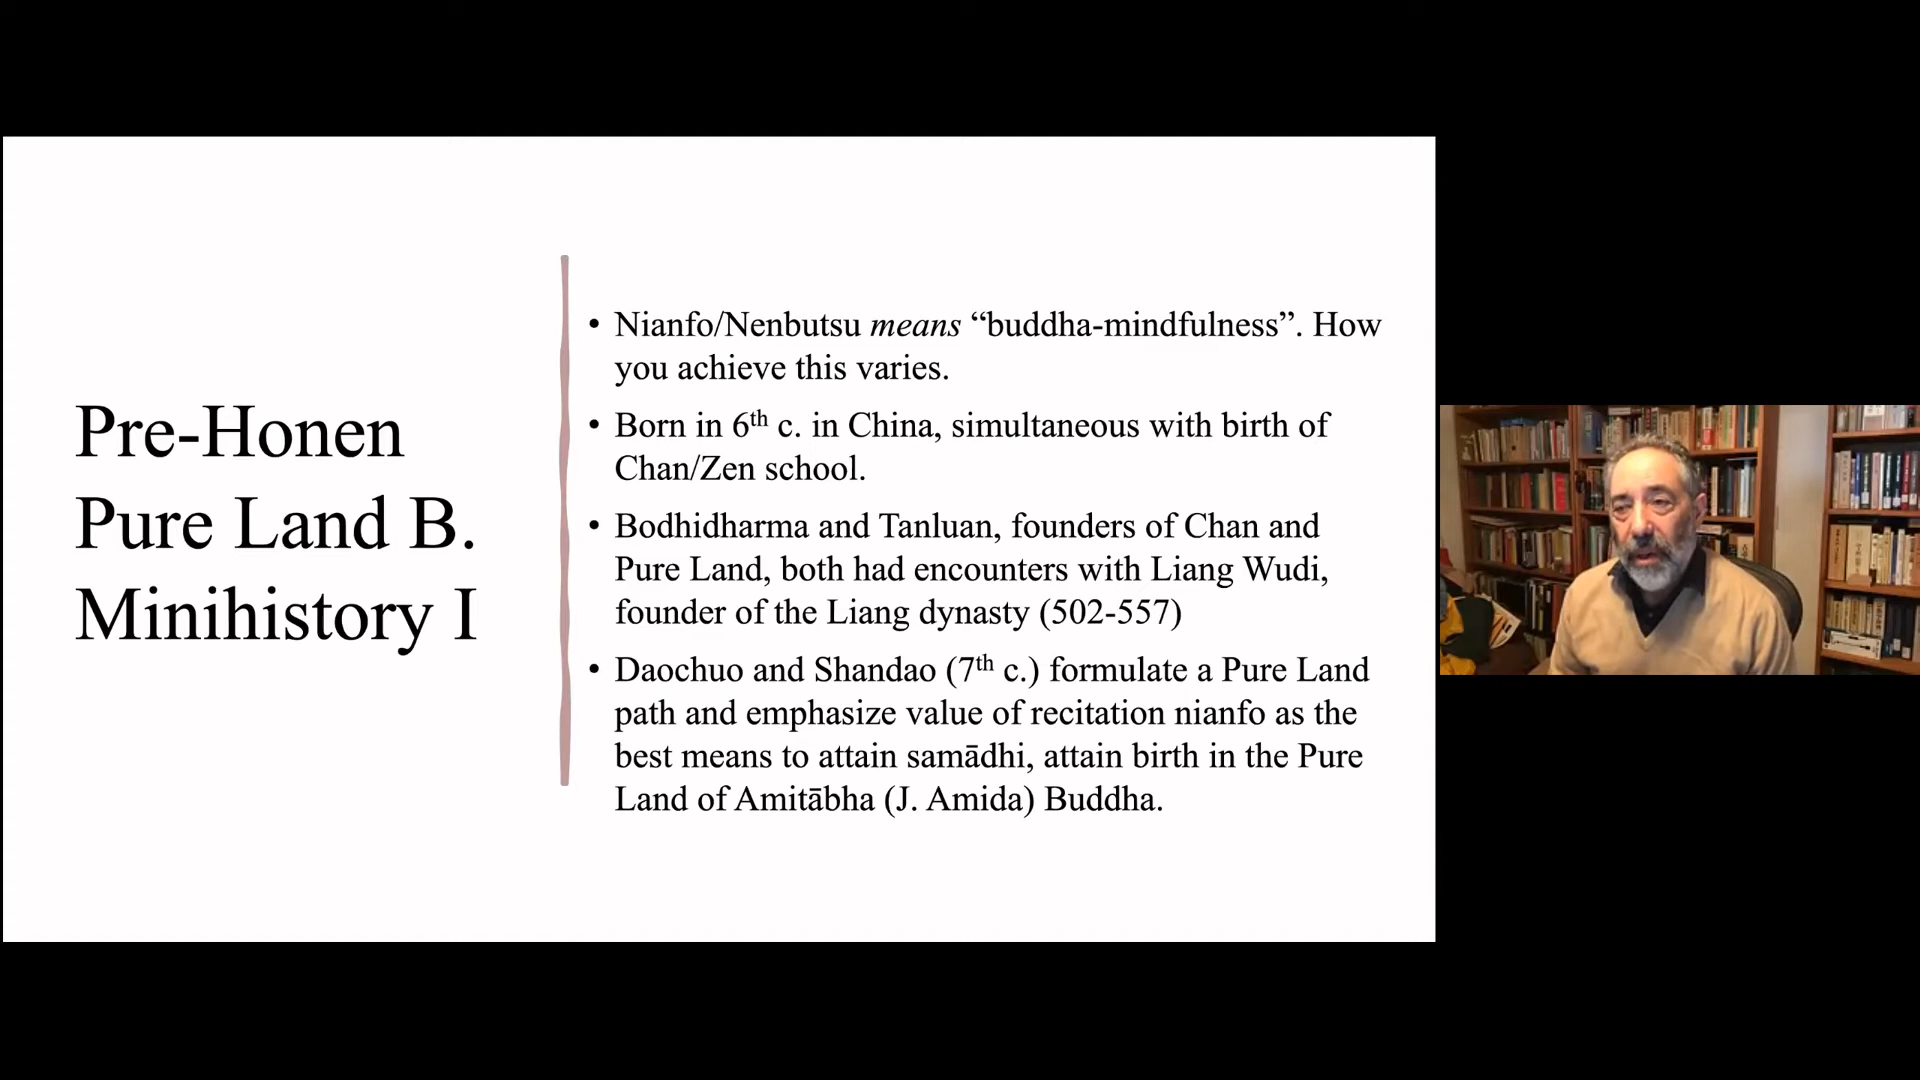 Pre-Honen
Pure Land B.
Minihistory I
• Nianfo/Nenbutsu means “buddha-mindfulness”. How
you achieve this varies.
• Born in 6th c. in China, simultaneous with birth of
Chan/Zen school.
• Bodhidharma and Tanluan, founders of Chan and
Pure Land, both had encounters with Liang Wudi,
founder of the Liang dynasty (502-557)
• Daochuo and Shandao (7th c.) formulate a Pure Land
path and emphasize value of recitation nianfo as the
best means to attain samādhi, attain birth in the Pure
Land of Amitābha (J. Amida) Buddha.